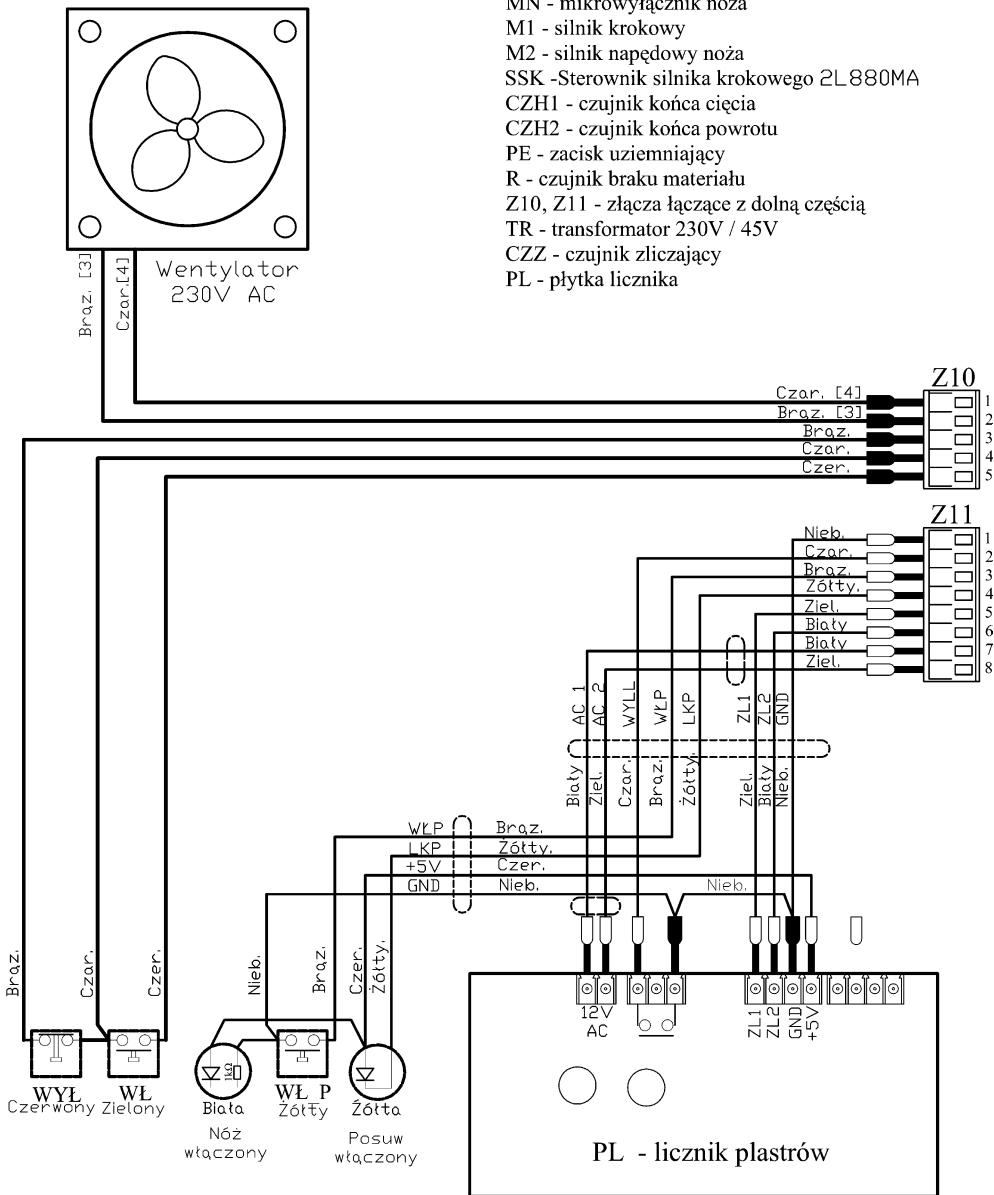 MN - mikrowyłącznik noża
M1 - silnik krokowy
M2 - silnik napędowy noża
SSK -Sterownik silnika krokowego 2L880MA
CZH1 - czujnik końca cięcia
CZH2 - czujnik końca powrotu
PE - zacisk uziemniający
R - czujnik braku materiału
Z10, Z11 - złącza łączące z dolną częścią
TR - transformator 230V / 45V
CZZ - czujnik zliczający
PL - płytka licznika
Brąz. [3]
Czar.[4]
Wentylator
230V AC
Z10
Czar. [4]
1
Brąz. [3]
2
Brąz.
3
Czar.
4
Czer.
5
Z11
Nieb.
1
Czar.
2
Brąz.
3
Żółty.
4
Ziel.
5
Biały
6
Biały
7
Ziel.
8
AC 1
AC 2
WYLL
WŁP
LKP
ZL1
ZL2
GND
Biały
Ziel.
Czar.
Brąz.
Żółty.
Ziel.
Biały
Nieb.
WŁP
Brąz.
LKP
Żółty.
+5V
Czer.
GND
Nieb.
Nieb.
Brąz.
Czar.
Czer.
Nieb.
Brąz.
Czer.
Żółty.
12V
AC
ZL1
ZL2
GND
+5V
1kΩ
WYŁ
Czerwony
WŁ
Zielony
Biała
WŁ P
Żółty
Żółta
Nóż
włączony
Posuw
włączony
PL - licznik plastrów